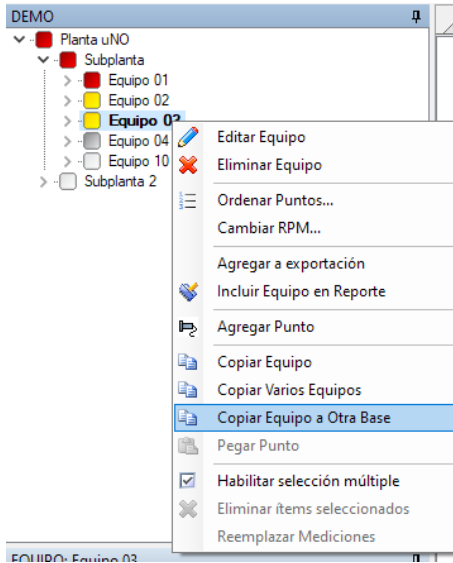 DEMO
Planta uNO
Subplanta
Equipo 01
Equipo 02
Equipo 03
Equipo 04
Equipo 10
Subplanta 2
Editar Equipo
Eliminar Equipo
Ordenar Puntos...
Cambiar RPM...
Agregar a exportación
Incluir Equipo en Reporte
Agregar Punto
Copiar Equipo
Copiar Varios Equipos
Copiar Equipo a Otra Base
Pegar Punto
Habilitar selección múltiple
Eliminar ítems seleccionados
Reemplazar Mediciones
EQUIPO: Equipo 03